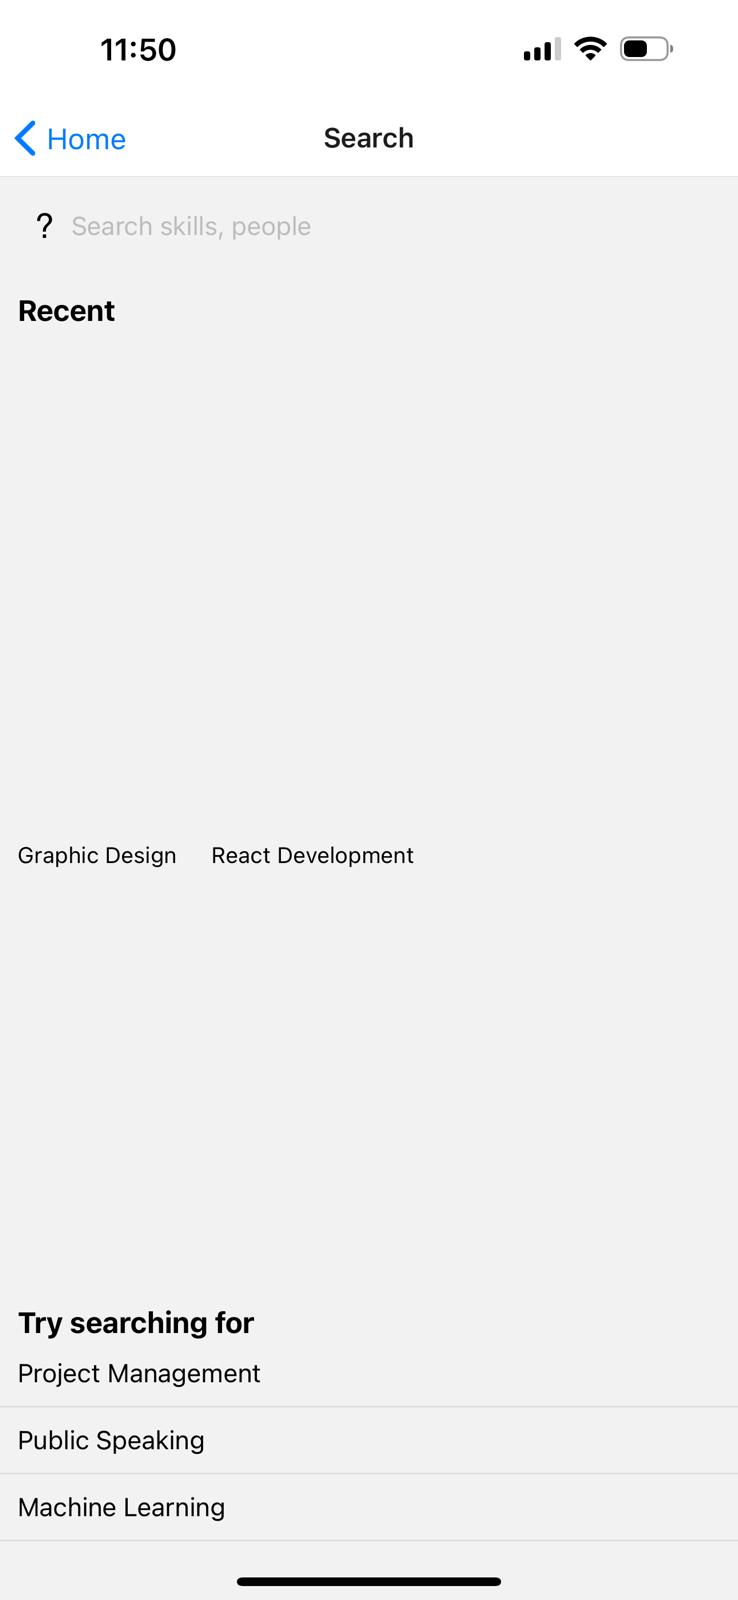 11:50
Home Search
? Search skills, people
Recent
Graphic Design React Development
Try searching for
Project Management
Public Speaking
Machine Learning